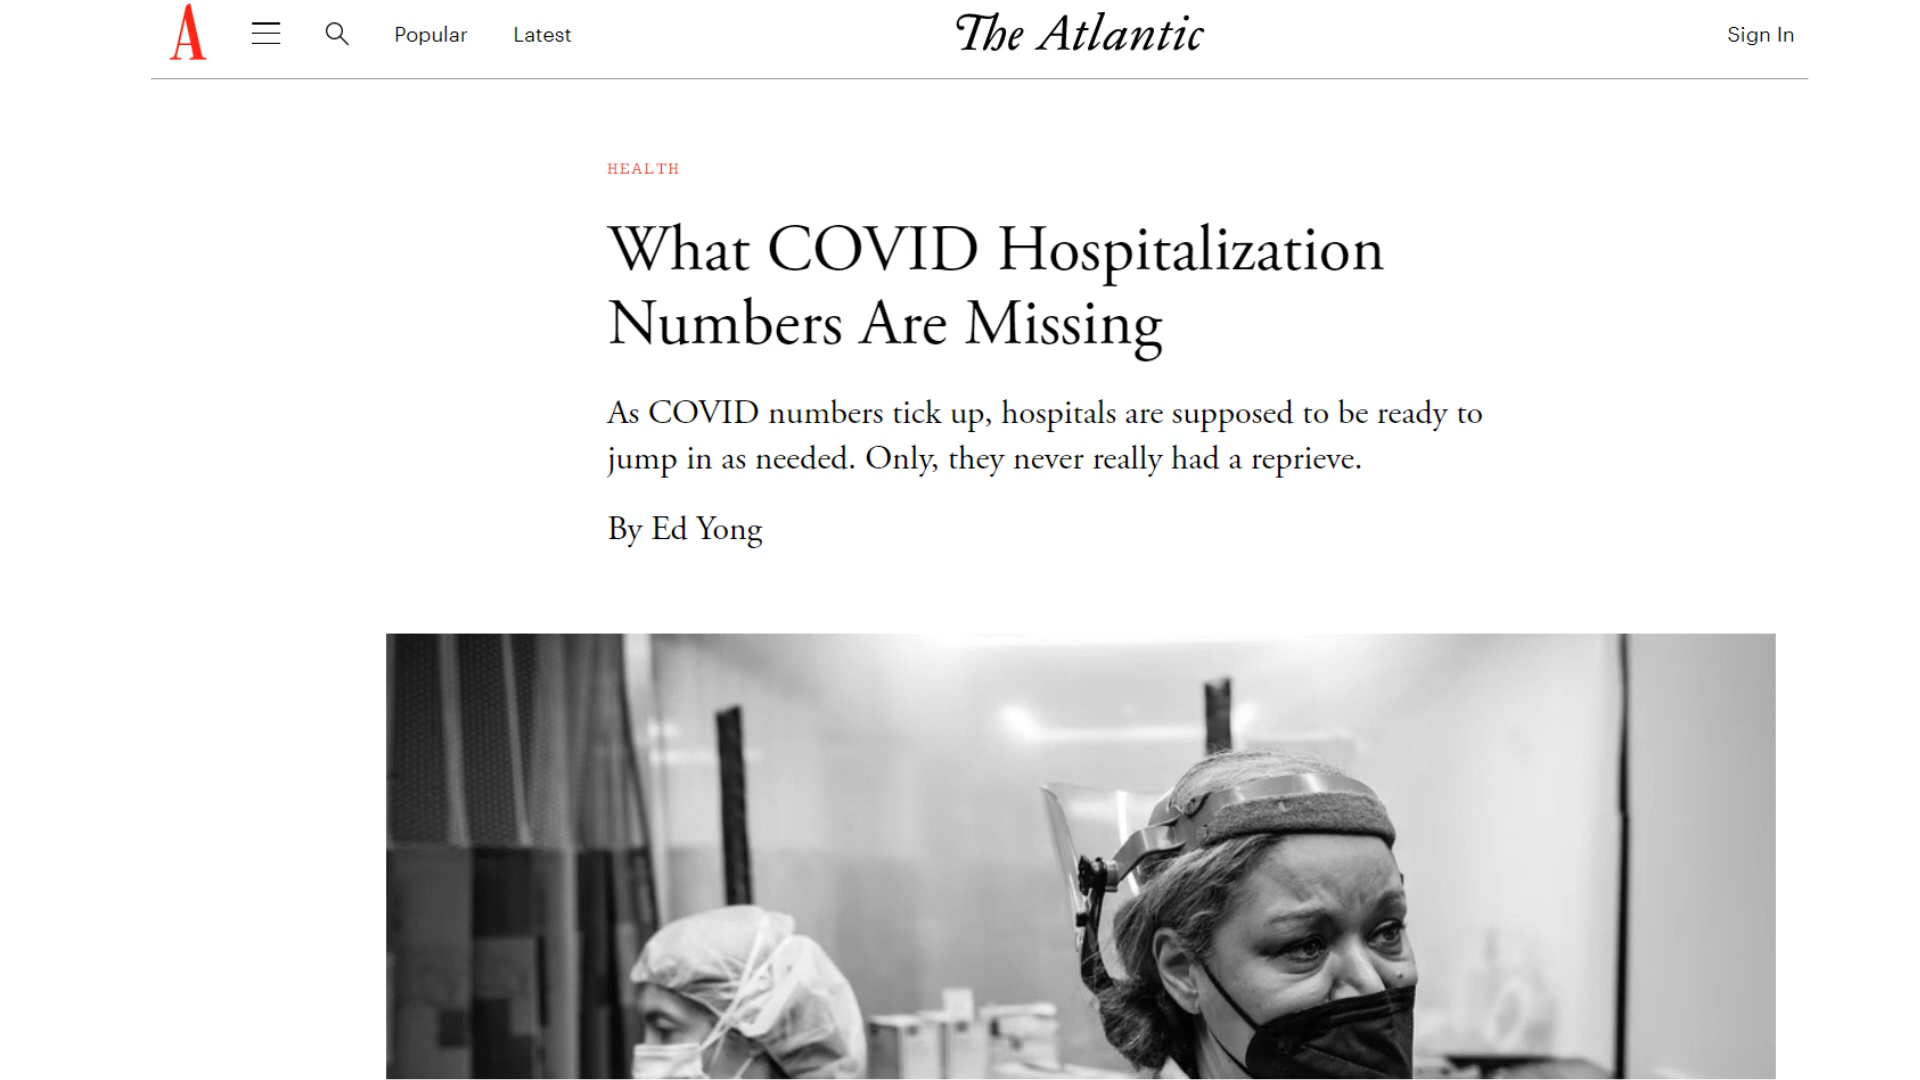 A
Popular
Latest
The Atlantic
Sign In
HEALTH
What COVID Hospitalization
Numbers Are Missing
As COVID numbers tick up, hospitals are supposed to be ready to
jump in as needed. Only, they never really had a reprieve.
By Ed Yong